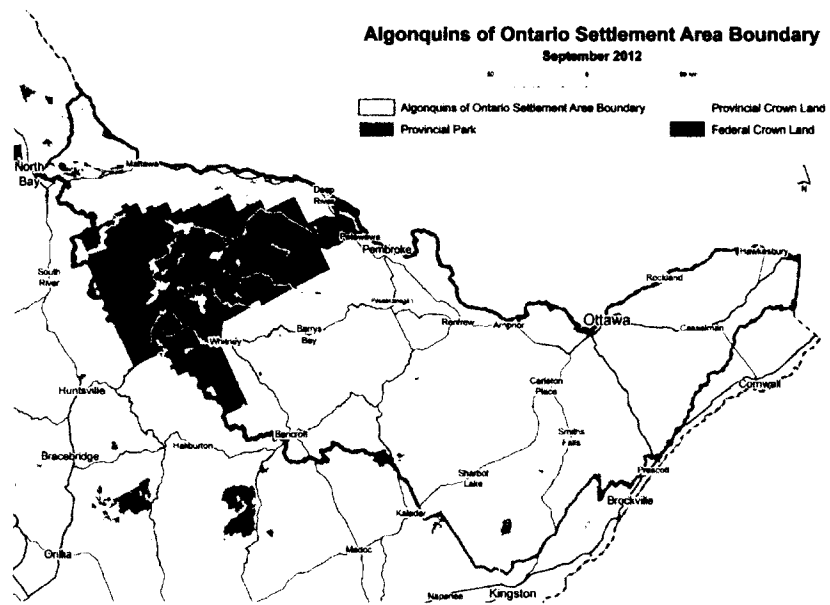 Algonquins of Ontario Settlement Area Boundary
September 2012
Algonquins of Ontario Settlement Area Boundary
Provincial Crown Land
Provincial Park
Federal Crown Land
N
North
Bay
Mattawa
Deep
River
Petawawa
Pembroke
South
River
Hawkesbury
Rockland
Ottawa
Renfrew
Arnprior
Casselman
Whitney
Barrys
Bay
Cornwall
Carleton
Place
Huntsville
Smiths
Falls
Bancroft
Haliburton
Bracebridge
Prescott
Sharbot
Lake
Brockville
Kaladar
Madoc
Orillia
Napanee
Kingston